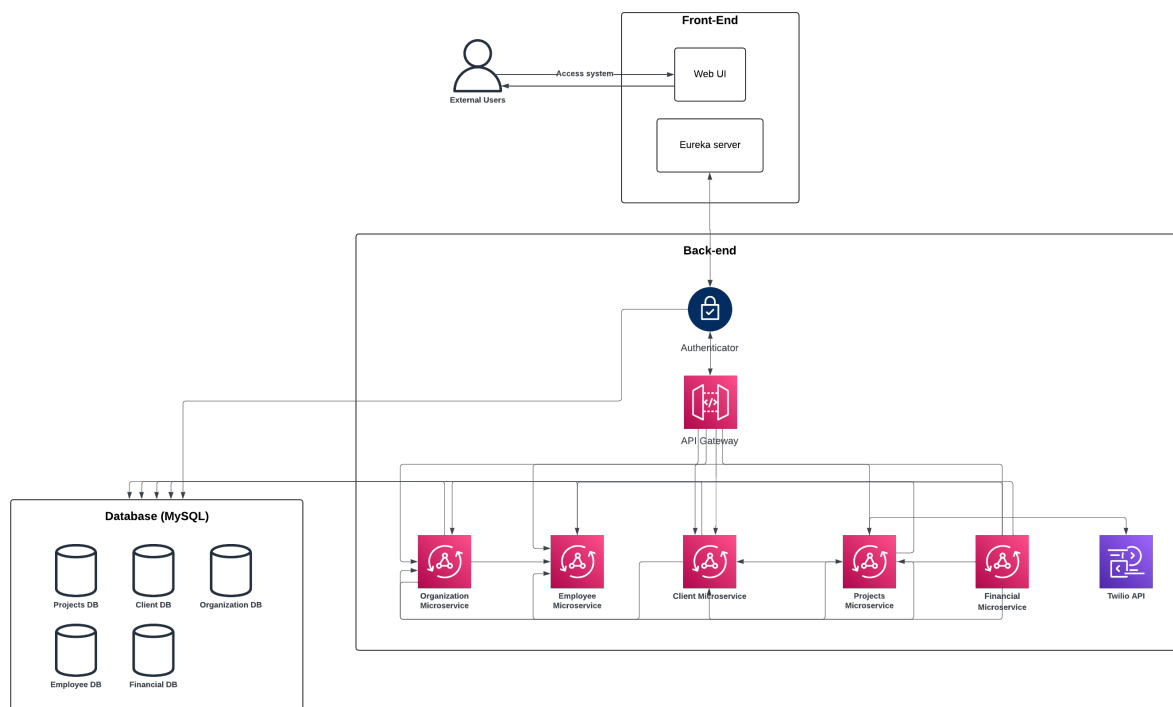 Front-End
Access system
Web UI
External Users
Eureka server
Back-end
Authenticator
API Gateway
Database (MySQL)
Projects DB
Client DB
Organization DB
Employee DB
Financial DB
Organization
Microservice
Employee
Microservice
Client Microservice
Projects
Microservice
Financial
Microservice
Twilio API